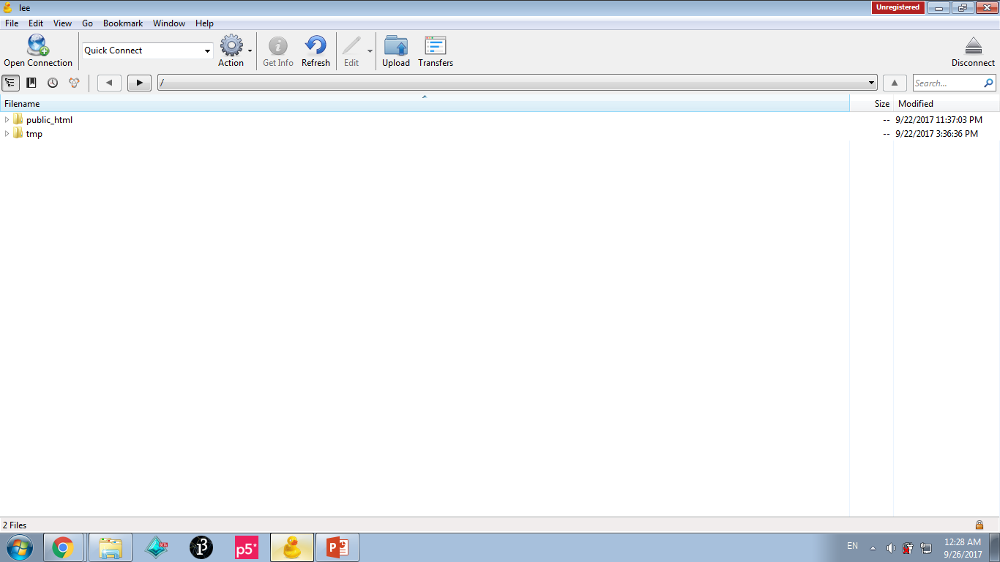 lee
Unregistered
File Edit View Go Bookmark Window Help
Open Connection
Quick Connect
Action
Get Info
Refresh
Edit
Upload
Transfers
Disconnect
/
Search...
Filename Size Modified
public_html -- 9/22/2017 11:37:03 PM
tmp -- 9/22/2017 3:36:36 PM
2 Files
p5*
EN
12:28 AM
9/26/2017